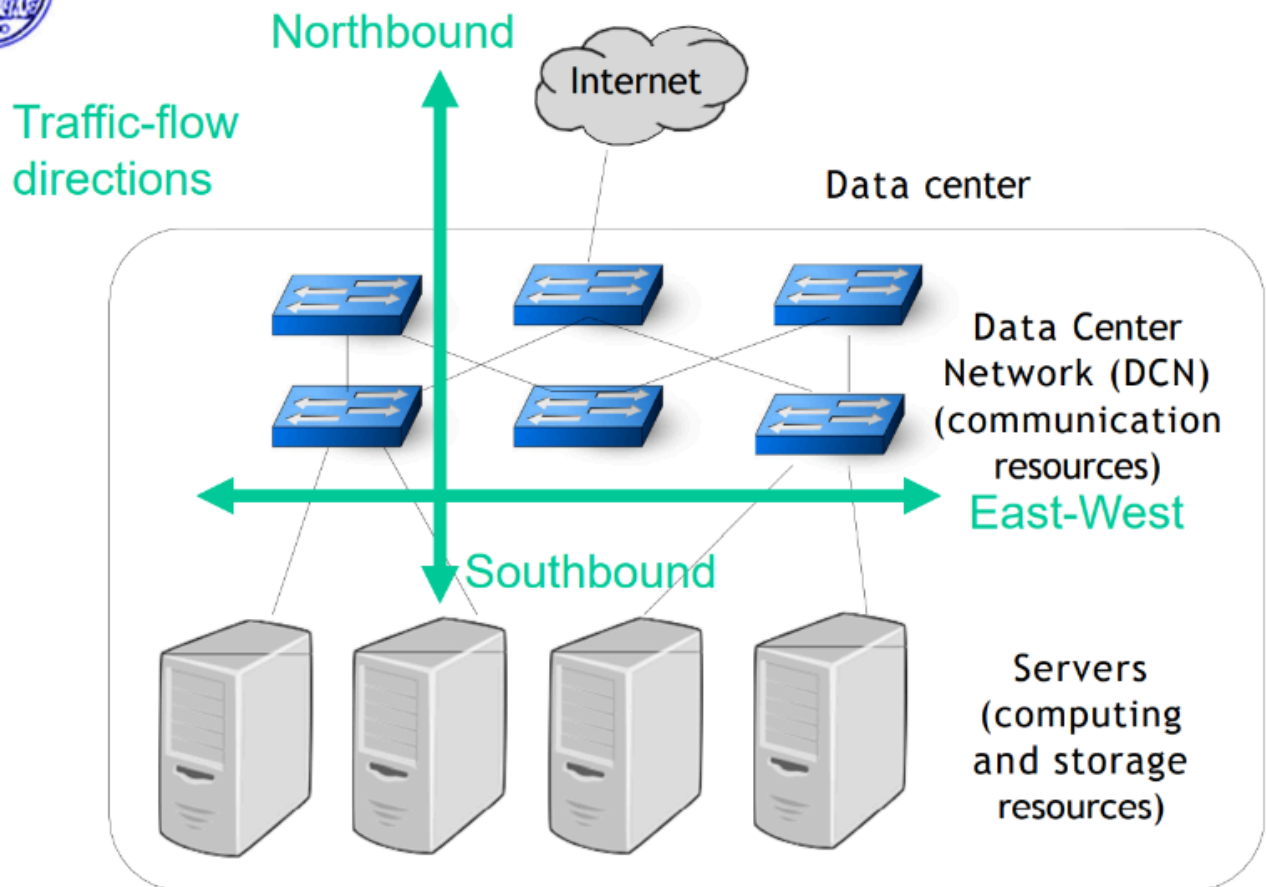 Northbound
Internet
Traffic-flow
directions
Data center
Data Center
Network (DCN)
(communication
resources)
East-West
Southbound
Servers
(computing
and storage
resources)